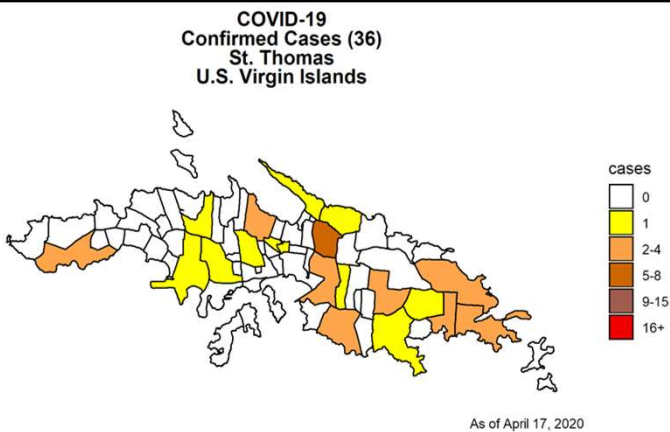 COVID-19
Confirmed Cases (36)
St. Thomas
U.S. Virgin Islands
cases
0
1
2-4
5-8
9-15
16+
As of April 17, 2020